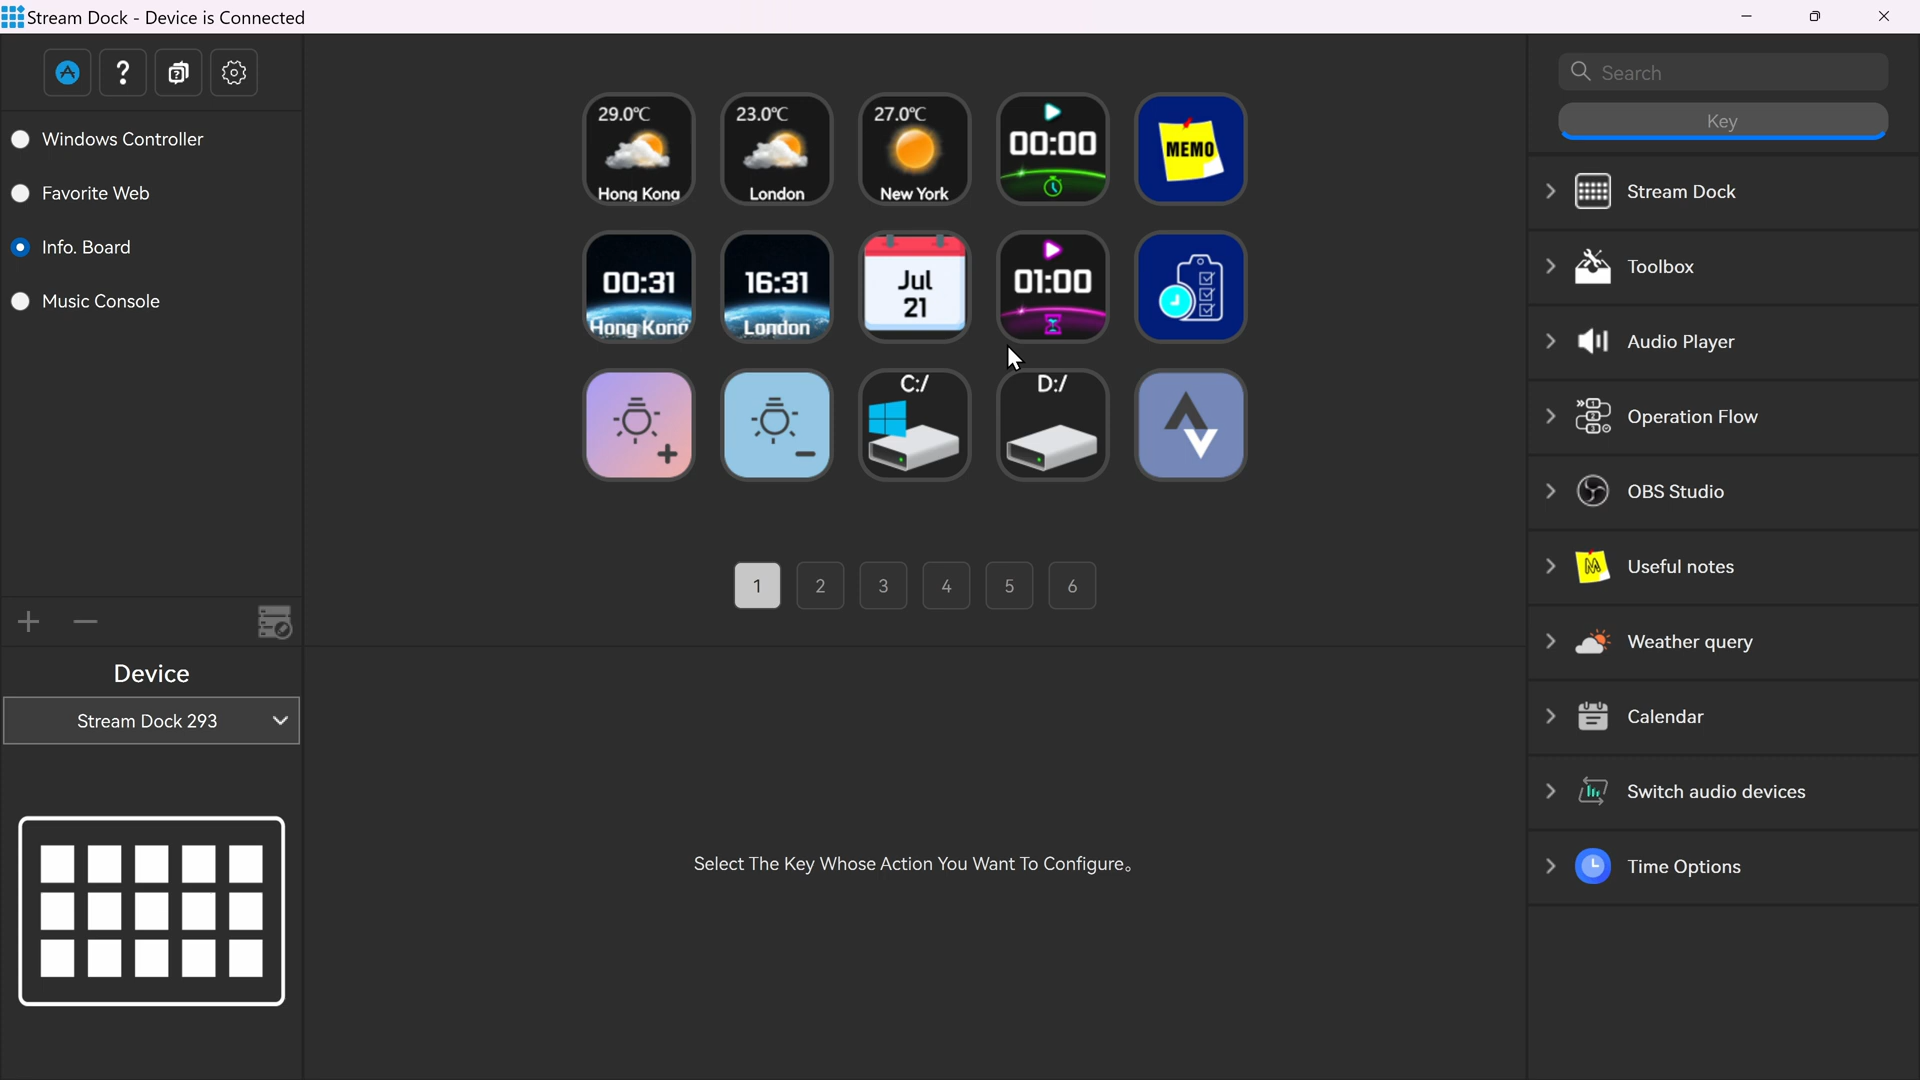 Stream Dock - Device is Connected
Windows Controller
Favorite Web
Info. Board
Music Console
Device
Stream Dock 293
29.0℃
Hong Kong
23.0℃
London
27.0℃
New York
00:00
MEMO
00:31
Hong Kong
16:31
London
Jul
21
01:00
C:/
D:/
1 2 3 4 5 6
Select The Key Whose Action You Want To Configure。
Search
Key
Stream Dock
Toolbox
Audio Player
Operation Flow
OBS Studio
Useful notes
Weather query
Calendar
Switch audio devices
Time Options